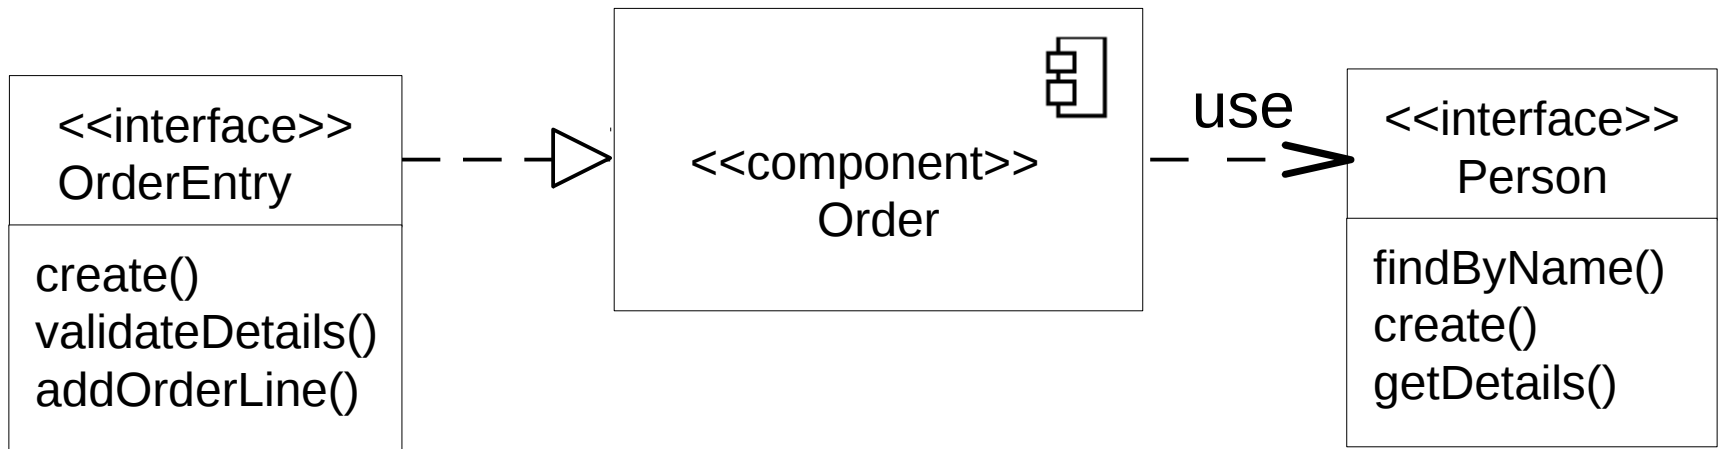 <<interface>>
OrderEntry
create()
validateDetails()
addOrderLine()
<<component>>
Order
use
<<interface>>
Person
findByName()
create()
getDetails()